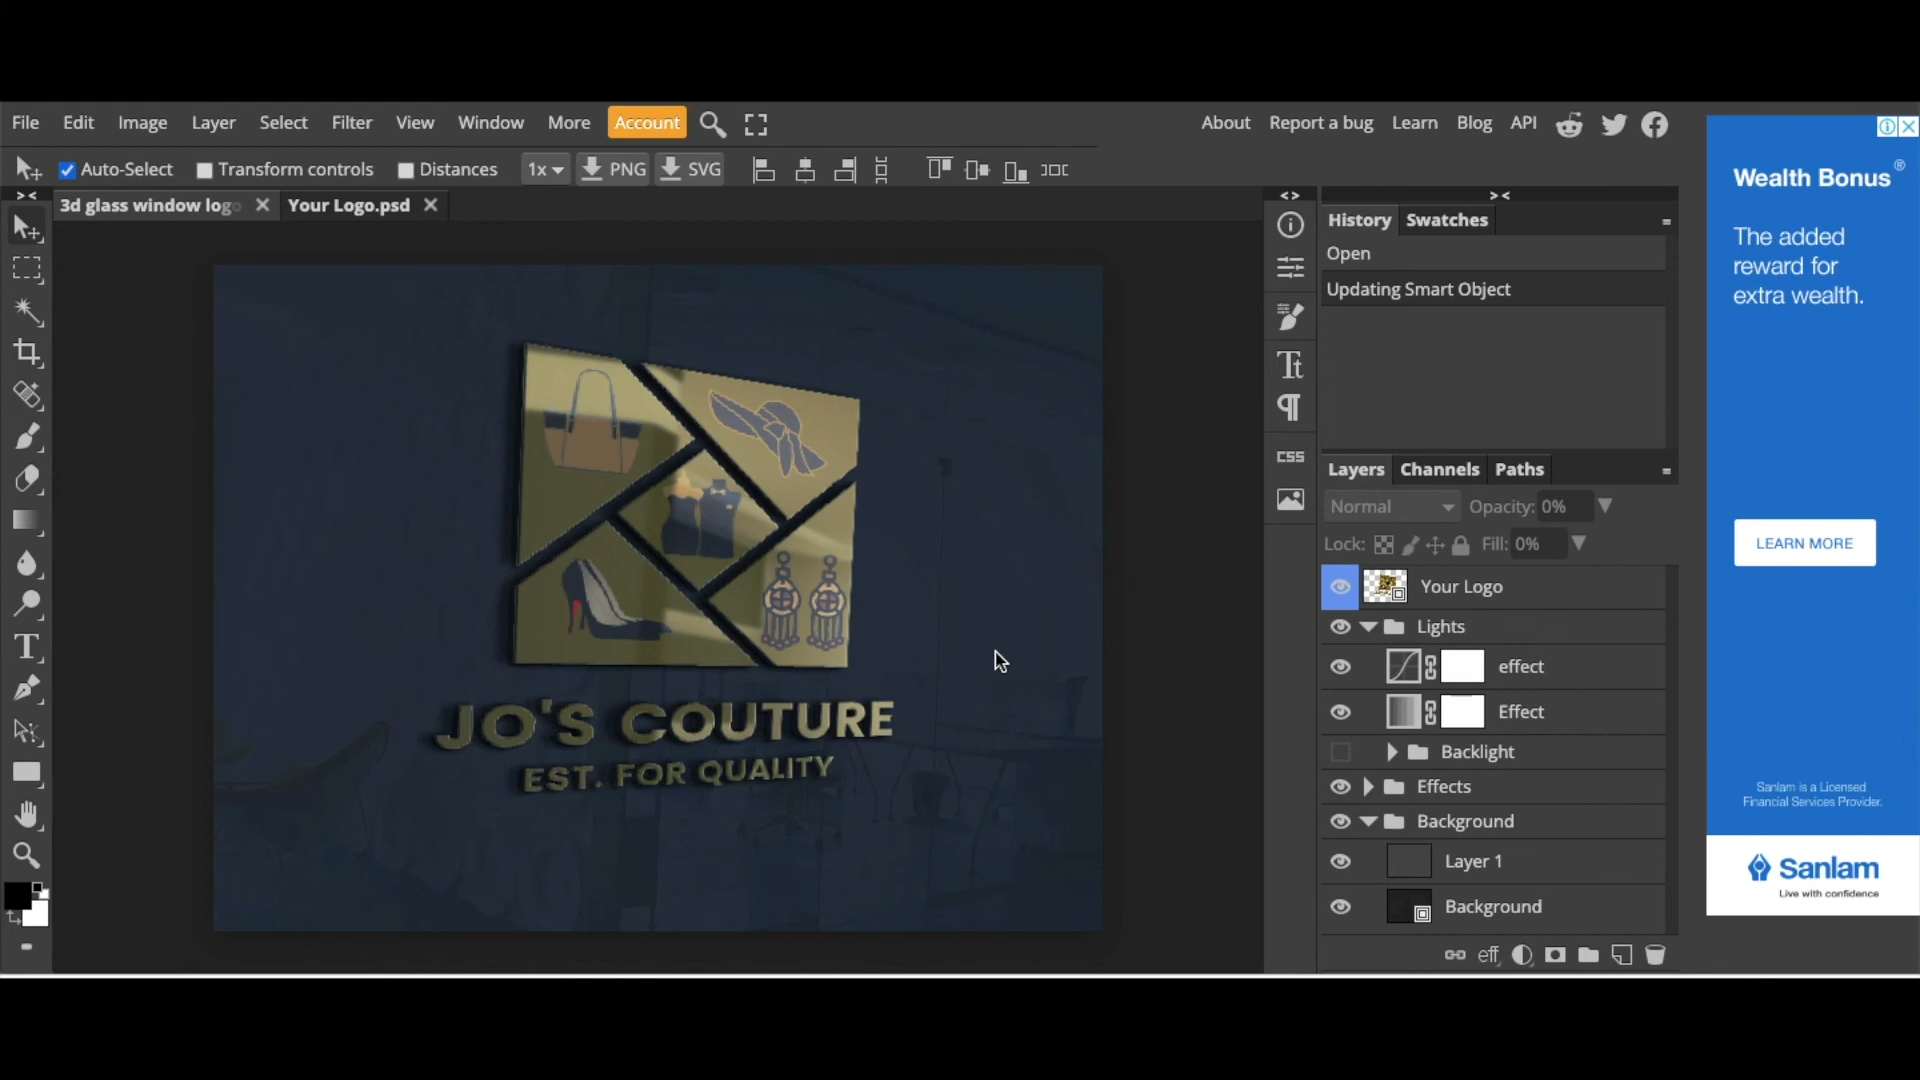 File Edit Image Layer Select Filter View Window More Account About Report a bug Learn Blog API
Auto-Select Transform controls Distances 1x PNG SVG
3d glass window logo Your Logo.psd
History Swatches
Open
Updating Smart Object
CSS
Layers Channels Paths
Normal Opacity: 0%
Lock: Fill: 0%
Your Logo
Lights
effect
Effect
Backlight
Effects
Background
Layer 1
Background
eff
JO'S COUTURE
EST. FOR QUALITY
Wealth Bonus®
The added
reward for
extra wealth.
LEARN MORE
Sanlam is a Licensed
Financial Services Provider.
Sanlam
Live with confidence